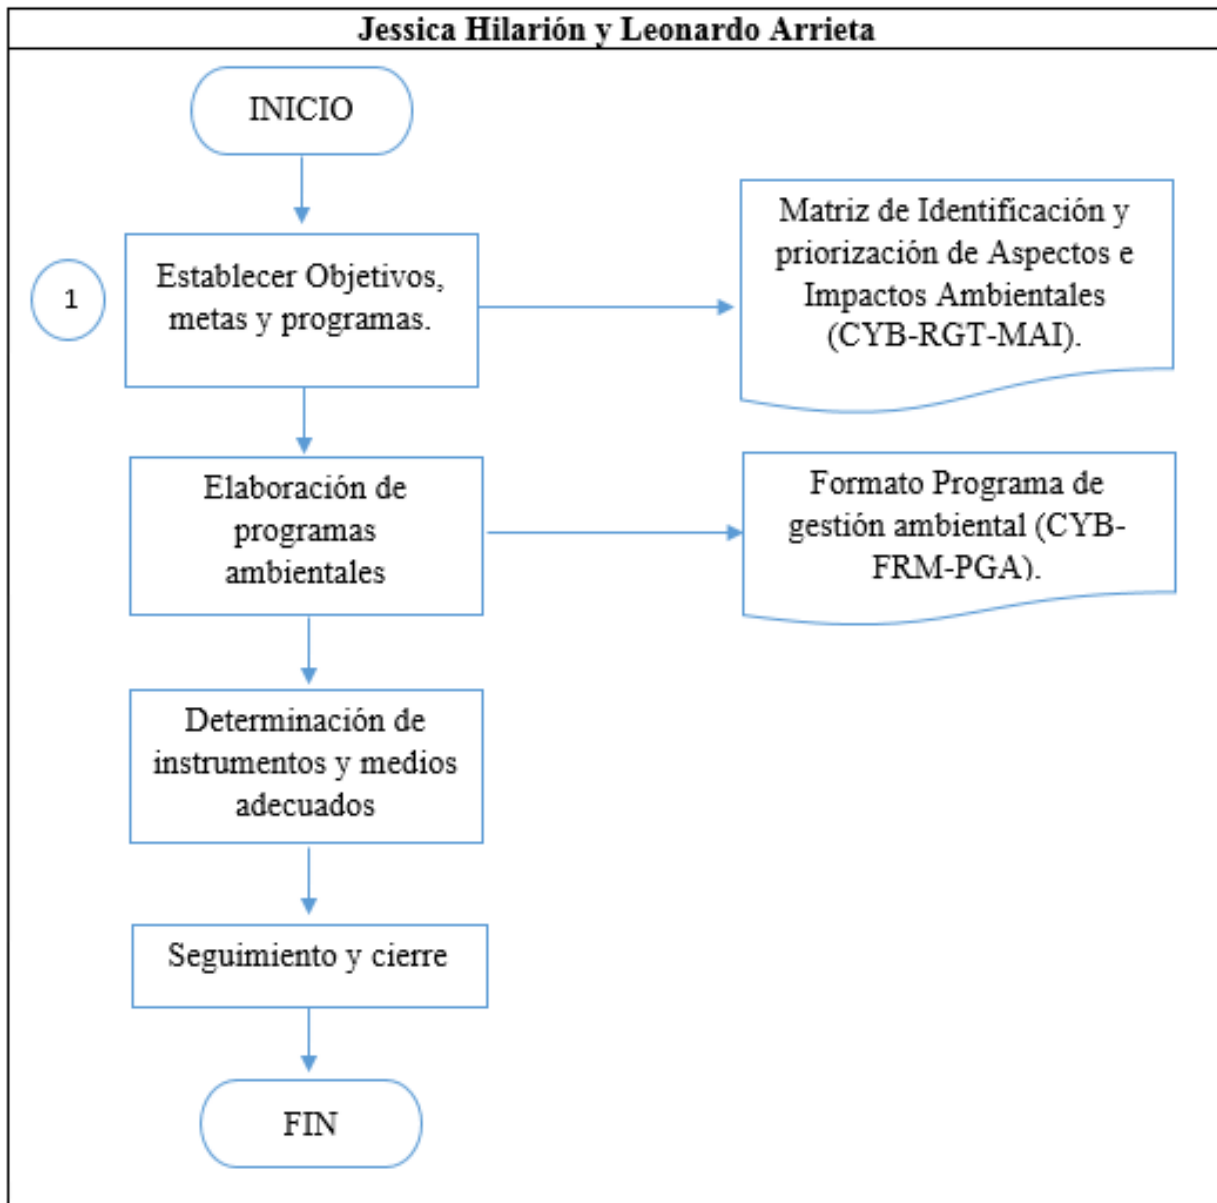 Jessica Hilarión y Leonardo Arrieta
INICIO
1
Establecer Objetivos,
metas y programas.
Matriz de Identificación y
priorización de Aspectos e
Impactos Ambientales
(CYB-RGT-MAI).
Elaboración de
programas
ambientales
Formato Programa de
gestión ambiental (CYB-
FRM-PGA).
Determinación de
instrumentos y medios
adecuados
Seguimiento y cierre
FIN